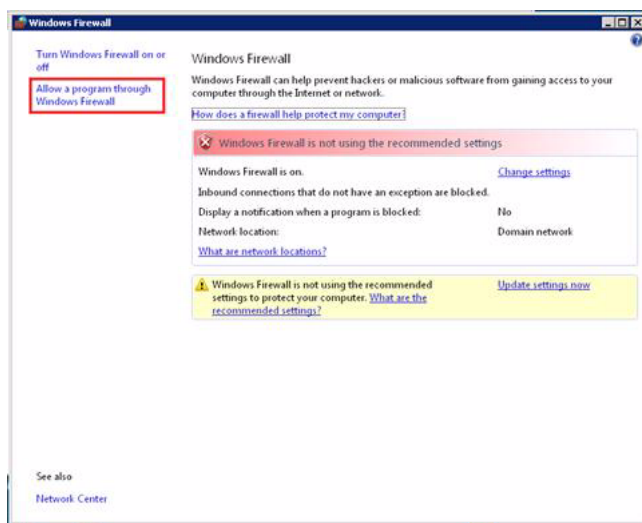 Windows Firewall
Turn Windows Firewall on or
off
Allow a program through
Windows Firewall
Windows Firewall
Windows Firewall can help prevent hackers or malicious software from gaining access to your
computer through the Internet or network.
How does a firewall help protect my computer?
Windows Firewall is not using the recommended settings
Windows Firewall is on.
Change settings
Inbound connections that do not have an exception are blocked.
Display a notification when a program is blocked:
No
Network location:
Domain network
What are network locations?
Windows Firewall is not using the recommended
settings to protect your computer. What are the
recommended settings?
Update settings now
See also
Network Center